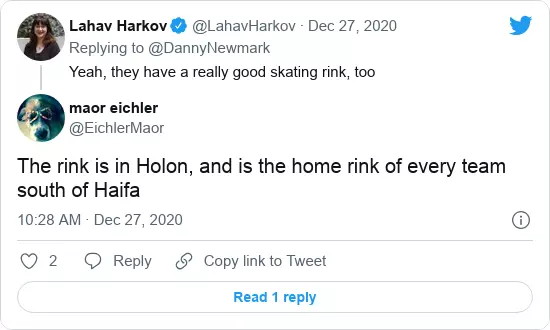 Lahav Harkov @LahavHarkov · Dec 27, 2020
Replying to @DannyNewmark
Yeah, they have a really good skating rink, too
maor eichler
@EichlerMaor
The rink is in Holon, and is the home rink of every team
south of Haifa
10:28 AM · Dec 27, 2020
2 Reply Copy link to Tweet
Read 1 reply